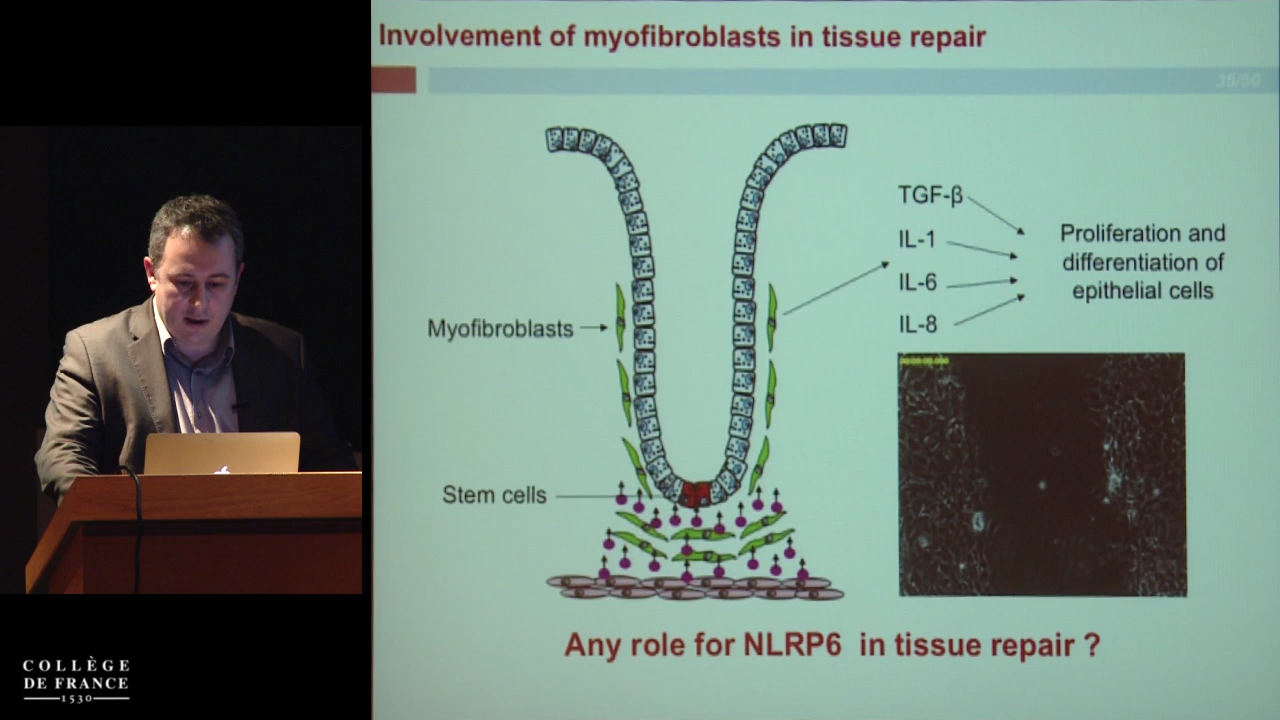 Involvement of myofibroblasts in tissue repair
35/50
TGF-β
IL-1
IL-6
IL-8
Proliferation and
differentiation of
epithelial cells
Myofibroblasts
Stem cells
Any role for NLRP6 in tissue repair ?
COLLÈGE
DE FRANCE
1530